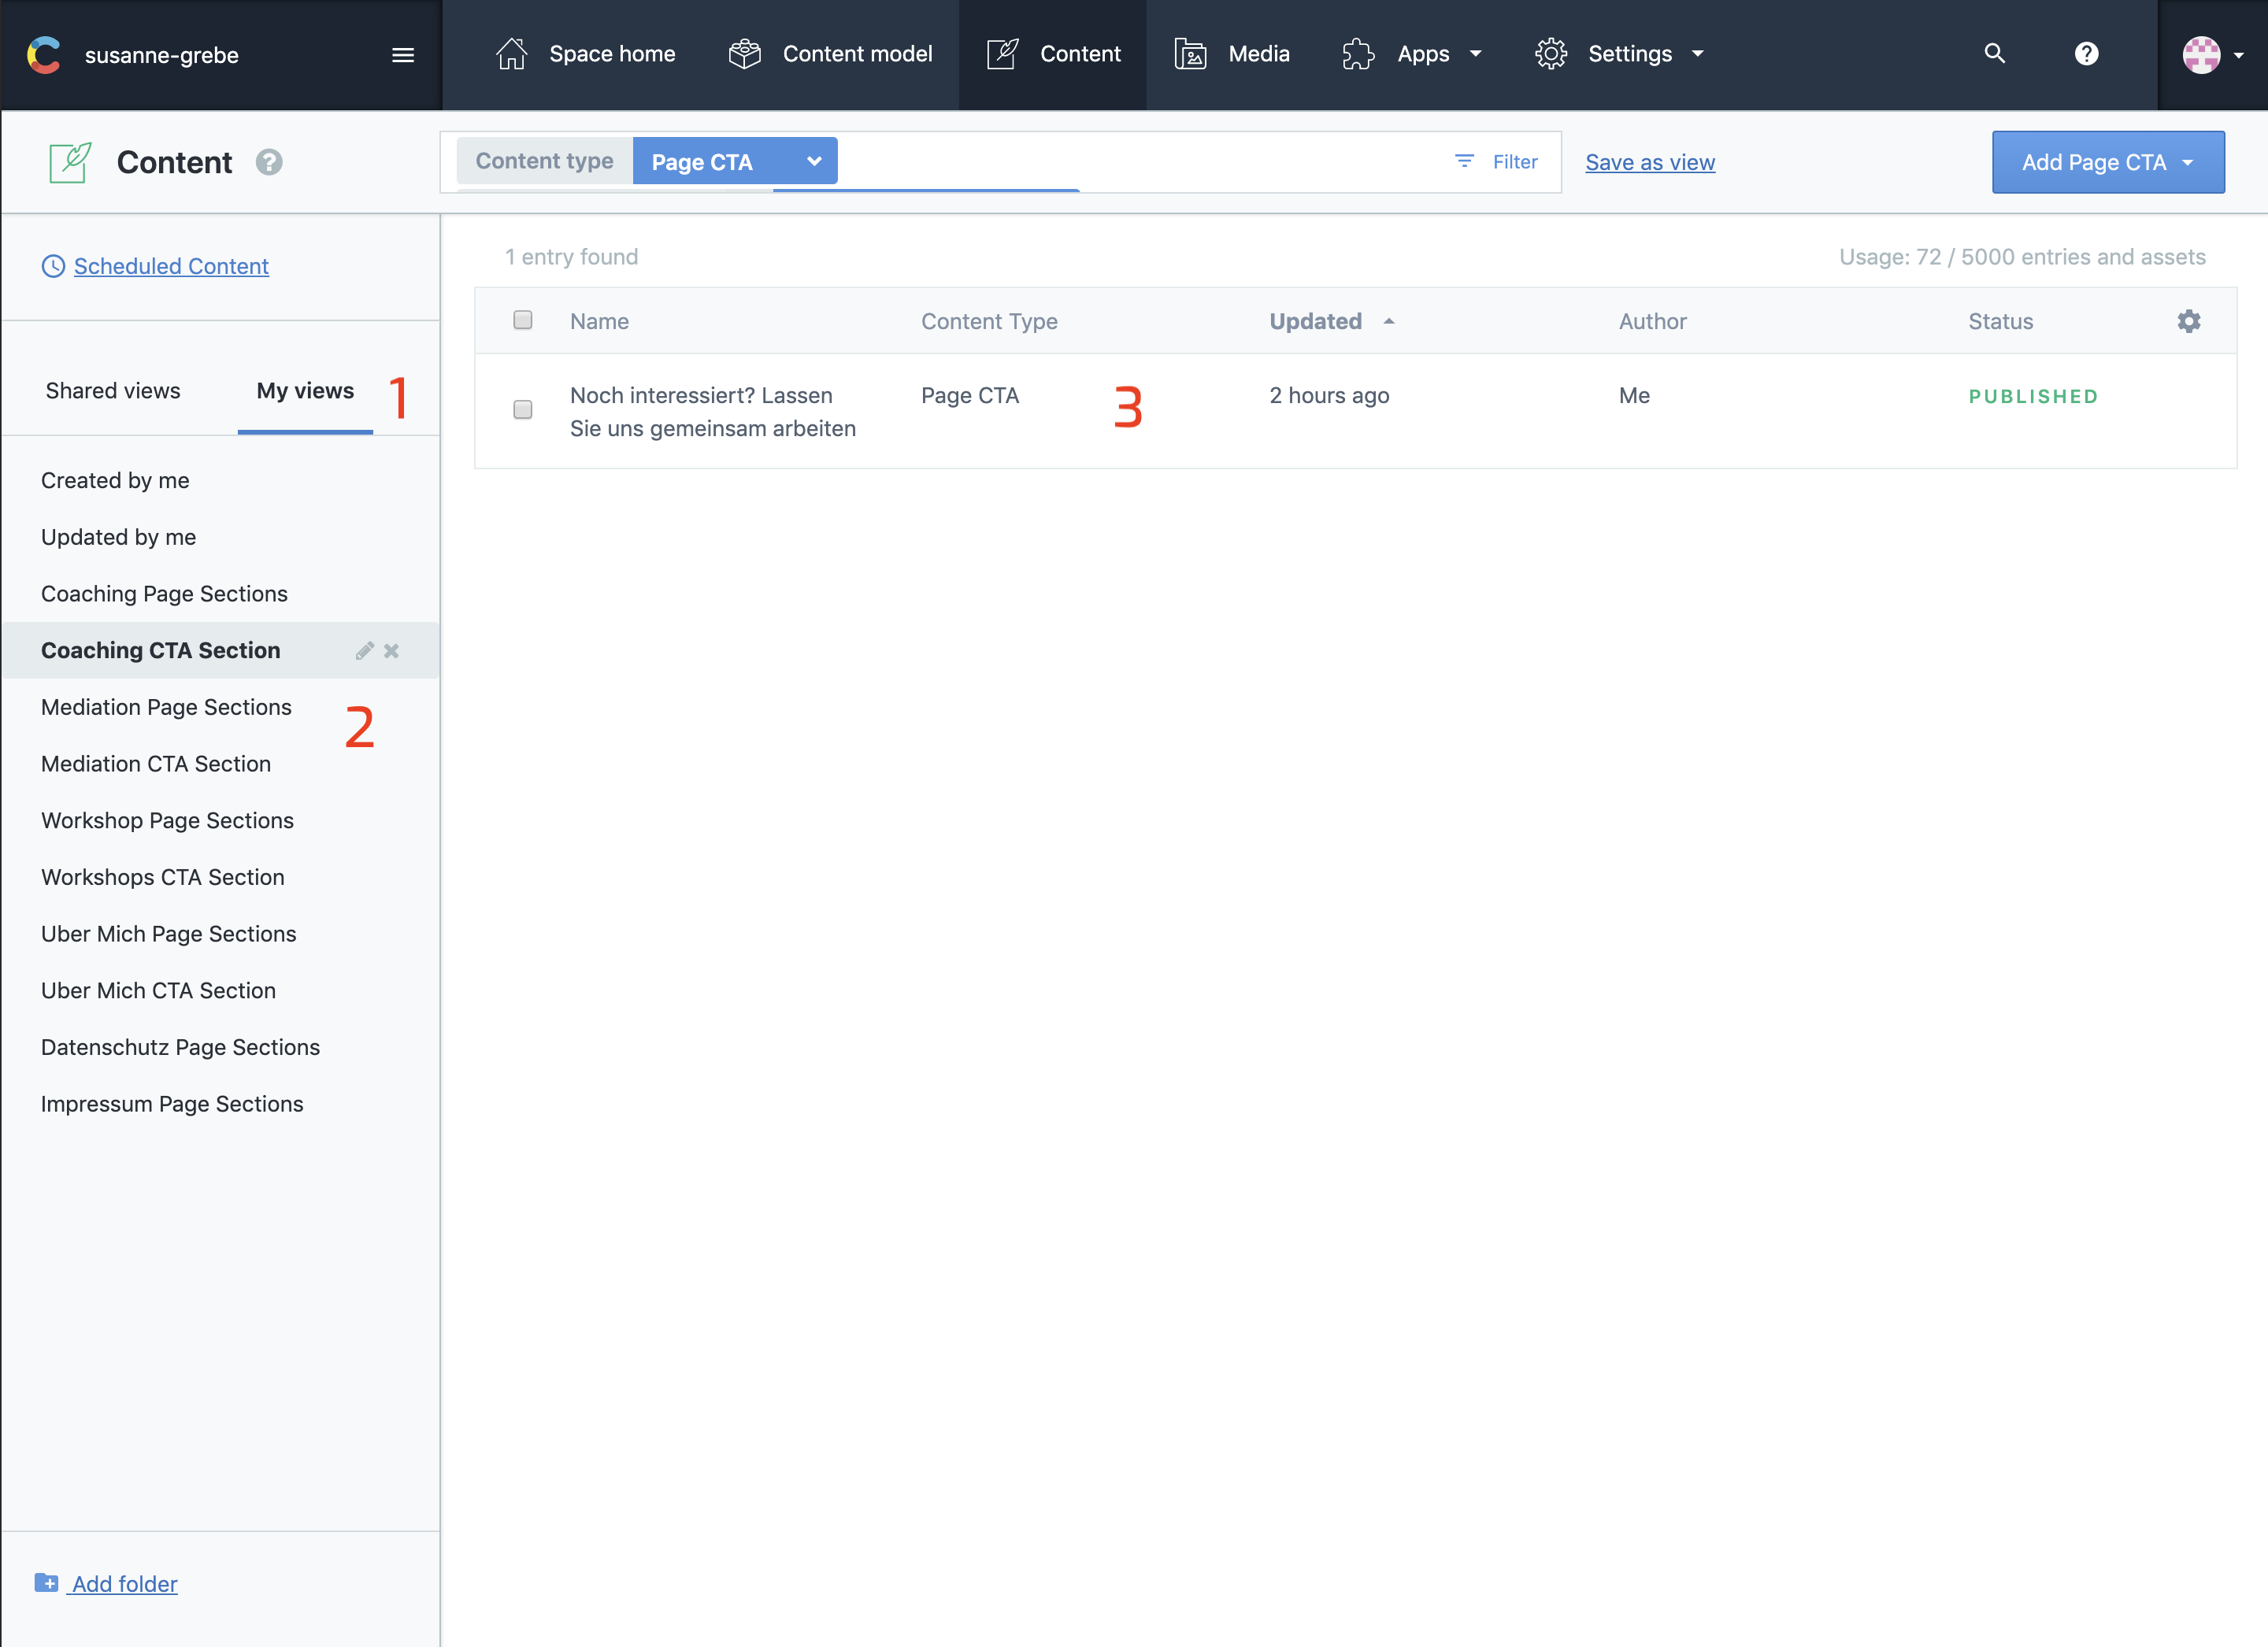 susanne-grebe
Space home
Content model
Content
Media
Apps
Settings
Content
Content type
Page CTA
Filter
Save as view
Add Page CTA
Scheduled Content
Shared views
My views
1
Created by me
Updated by me
Coaching Page Sections
Coaching CTA Section
Mediation Page Sections
2
Mediation CTA Section
Workshop Page Sections
Workshops CTA Section
Uber Mich Page Sections
Uber Mich CTA Section
Datenschutz Page Sections
Impressum Page Sections
Add folder
1 entry found
Usage: 72 / 5000 entries and assets
Name
Content Type
Updated
Author
Status
Noch interessiert? Lassen
Sie uns gemeinsam arbeiten
Page CTA
3
2 hours ago
Me
PUBLISHED